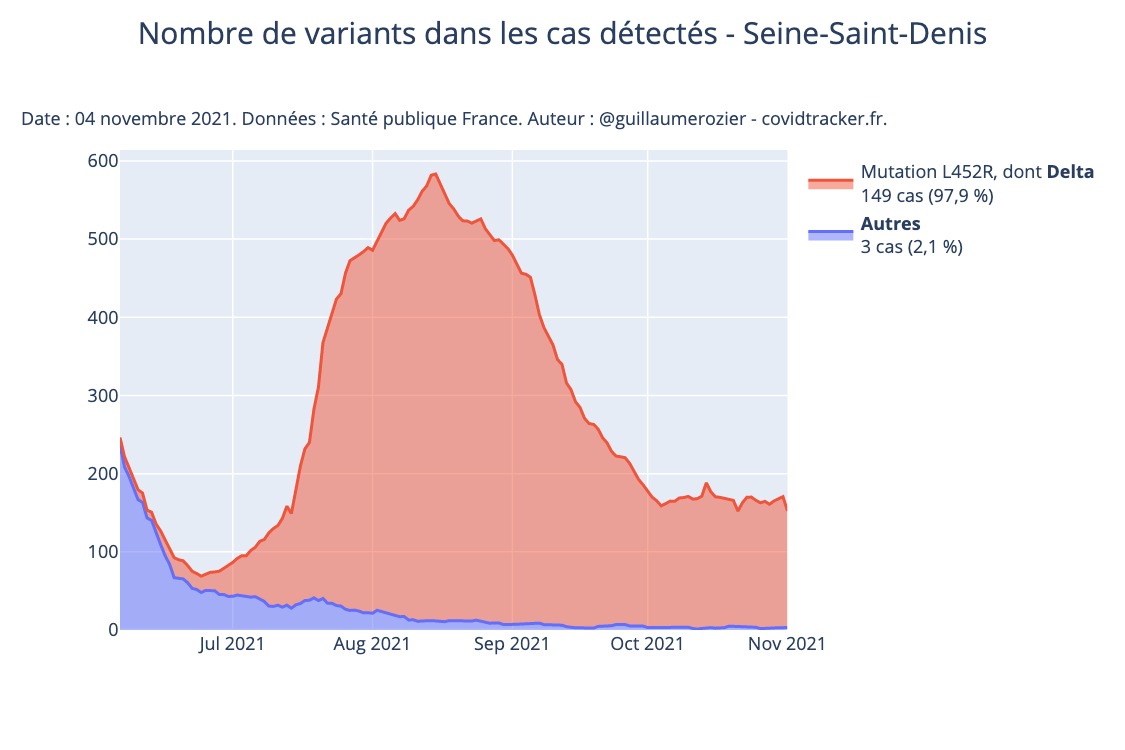 Nombre de variants dans les cas détectés - Seine-Saint-Denis
Date : 04 novembre 2021. Données : Santé publique France. Auteur : @guillaumerozier - covidtracker.fr.
Mutation L452R, dont Delta
149 cas (97,9 %)
Autres
3 cas (2,1 %)
600
500
400
300
200
100
0
Jul 2021 Aug 2021 Sep 2021 Oct 2021 Nov 2021